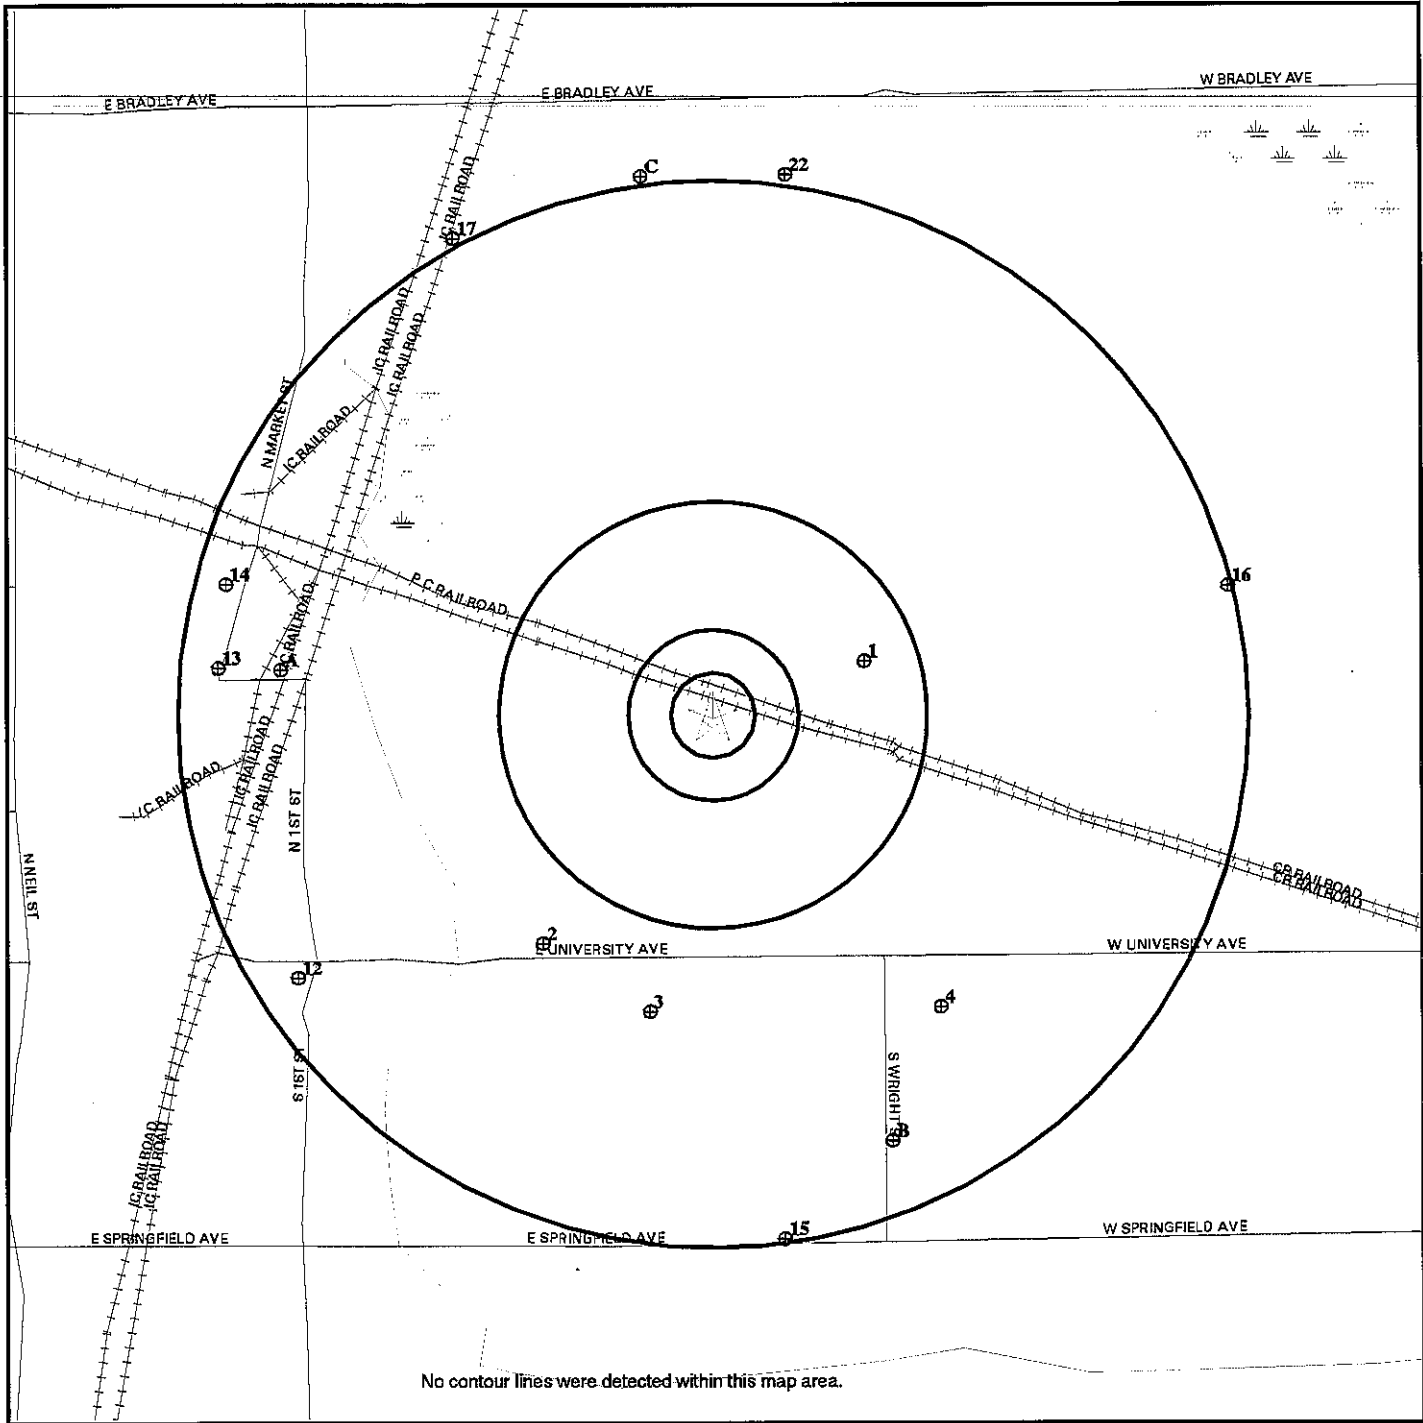 W BRADLEY AVE
E BRADLEY AVE
E BRADLEY AVE
C
22
IC RAILROAD
17
IC RAILROAD
IC RAILROAD
N MARKET ST
IC RAILROAD
14
P C RAILROAD
16
IC RAILROAD
13
A
1
IC RAILROAD
IC RAILROAD
IC RAILROAD
N 1ST ST
N NEIL ST
CR RAILROAD
CR RAILROAD
2
E UNIVERSITY AVE
W UNIVERSITY AVE
12
3
4
S 1ST S
S WRIGHT S
B
IC RAILROAD
IC RAILROAD
15
E SPRINGFIELD AVE
E SPRINGFIELD AVE
W SPRINGFIELD AVE
No contour lines were detected within this map area.